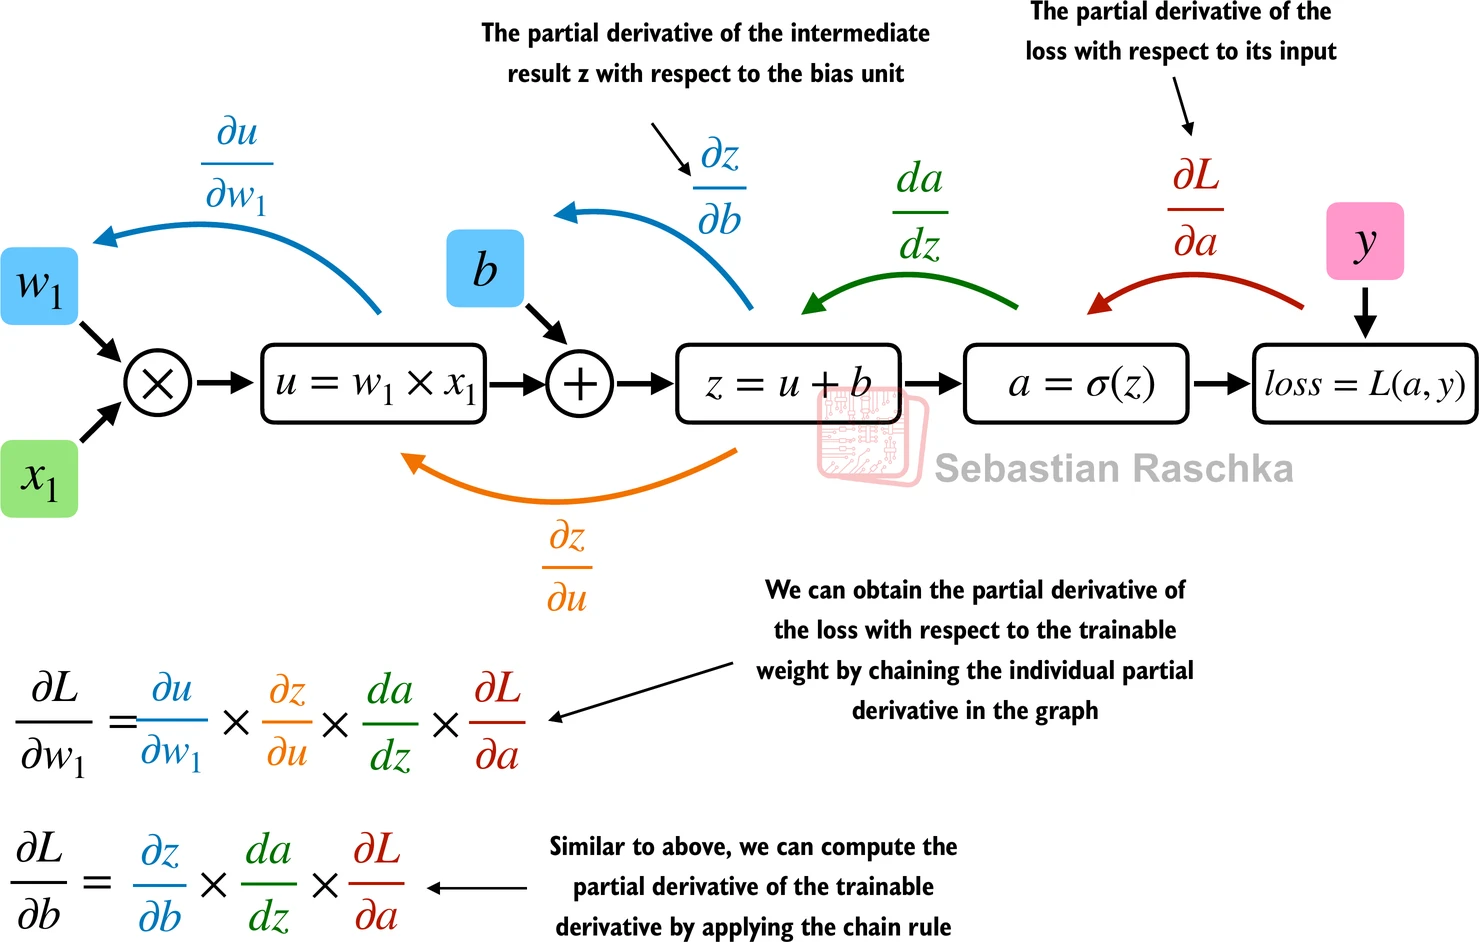 The partial derivative of the intermediate
result z with respect to the bias unit
The partial derivative of the
loss with respect to its input
∂u
∂w₁
∂z
∂b
da
dz
∂L
∂a
w₁
b
y
×
u = w₁ × x₁
+
z = u + b
a = σ(z)
loss = L(a, y)
x₁
Sebastian Raschka
∂z
∂u
We can obtain the partial derivative of
the loss with respect to the trainable
weight by chaining the individual partial
derivative in the graph
∂L/∂w₁ = ∂u/∂w₁ × ∂z/∂u × da/dz × ∂L/∂a
∂L/∂b = ∂z/∂b × da/dz × ∂L/∂a
Similar to above, we can compute the
partial derivative of the trainable
derivative by applying the chain rule